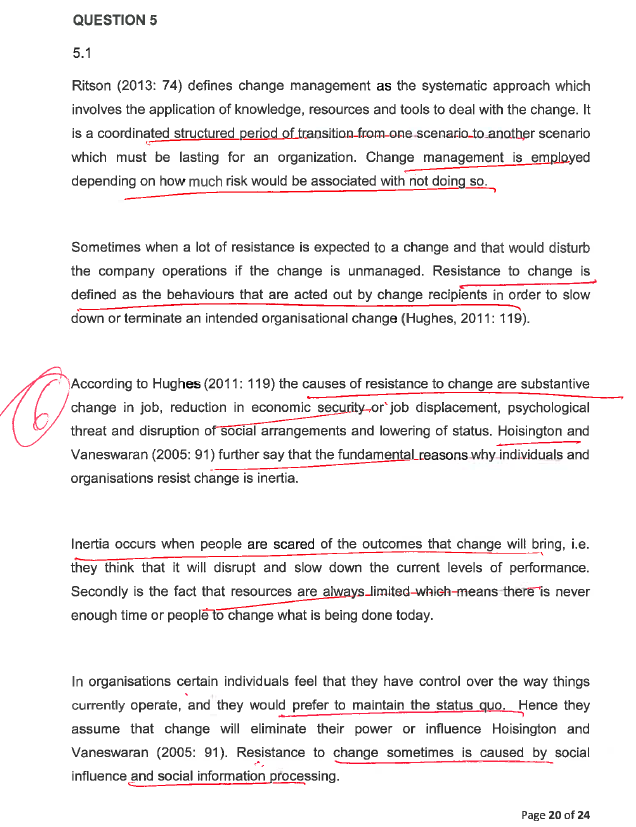 QUESTION 5
5.1
Ritson (2013: 74) defines change management as the systematic approach which
involves the application of knowledge, resources and tools to deal with the change. It
is a coordinated structured period of transition from one scenario to another scenario
which must be lasting for an organization. Change management is employed
depending on how much risk would be associated with not doing so.
Sometimes when a lot of resistance is expected to a change and that would disturb
the company operations if the change is unmanaged. Resistance to change is
defined as the behaviours that are acted out by change recipients in order to slow
down or terminate an intended organisational change (Hughes, 2011: 119).
6
According to Hughes (2011: 119) the causes of resistance to change are substantive
change in job, reduction in economic security or job displacement, psychological
threat and disruption of social arrangements and lowering of status. Hoisington and
Vaneswaran (2005: 91) further say that the fundamental reasons why individuals and
organisations resist change is inertia.
Inertia occurs when people are scared of the outcomes that change will bring, i.e.
they think that it will disrupt and slow down the current levels of performance.
Secondly is the fact that resources are always limited which means there is never
enough time or people to change what is being done today.
In organisations certain individuals feel that they have control over the way things
currently operate, and they would prefer to maintain the status quo. Hence they
assume that change will eliminate their power or influence Hoisington and
Vaneswaran (2005: 91). Resistance to change sometimes is caused by social
influence and social information processing.
Page 20 of 24